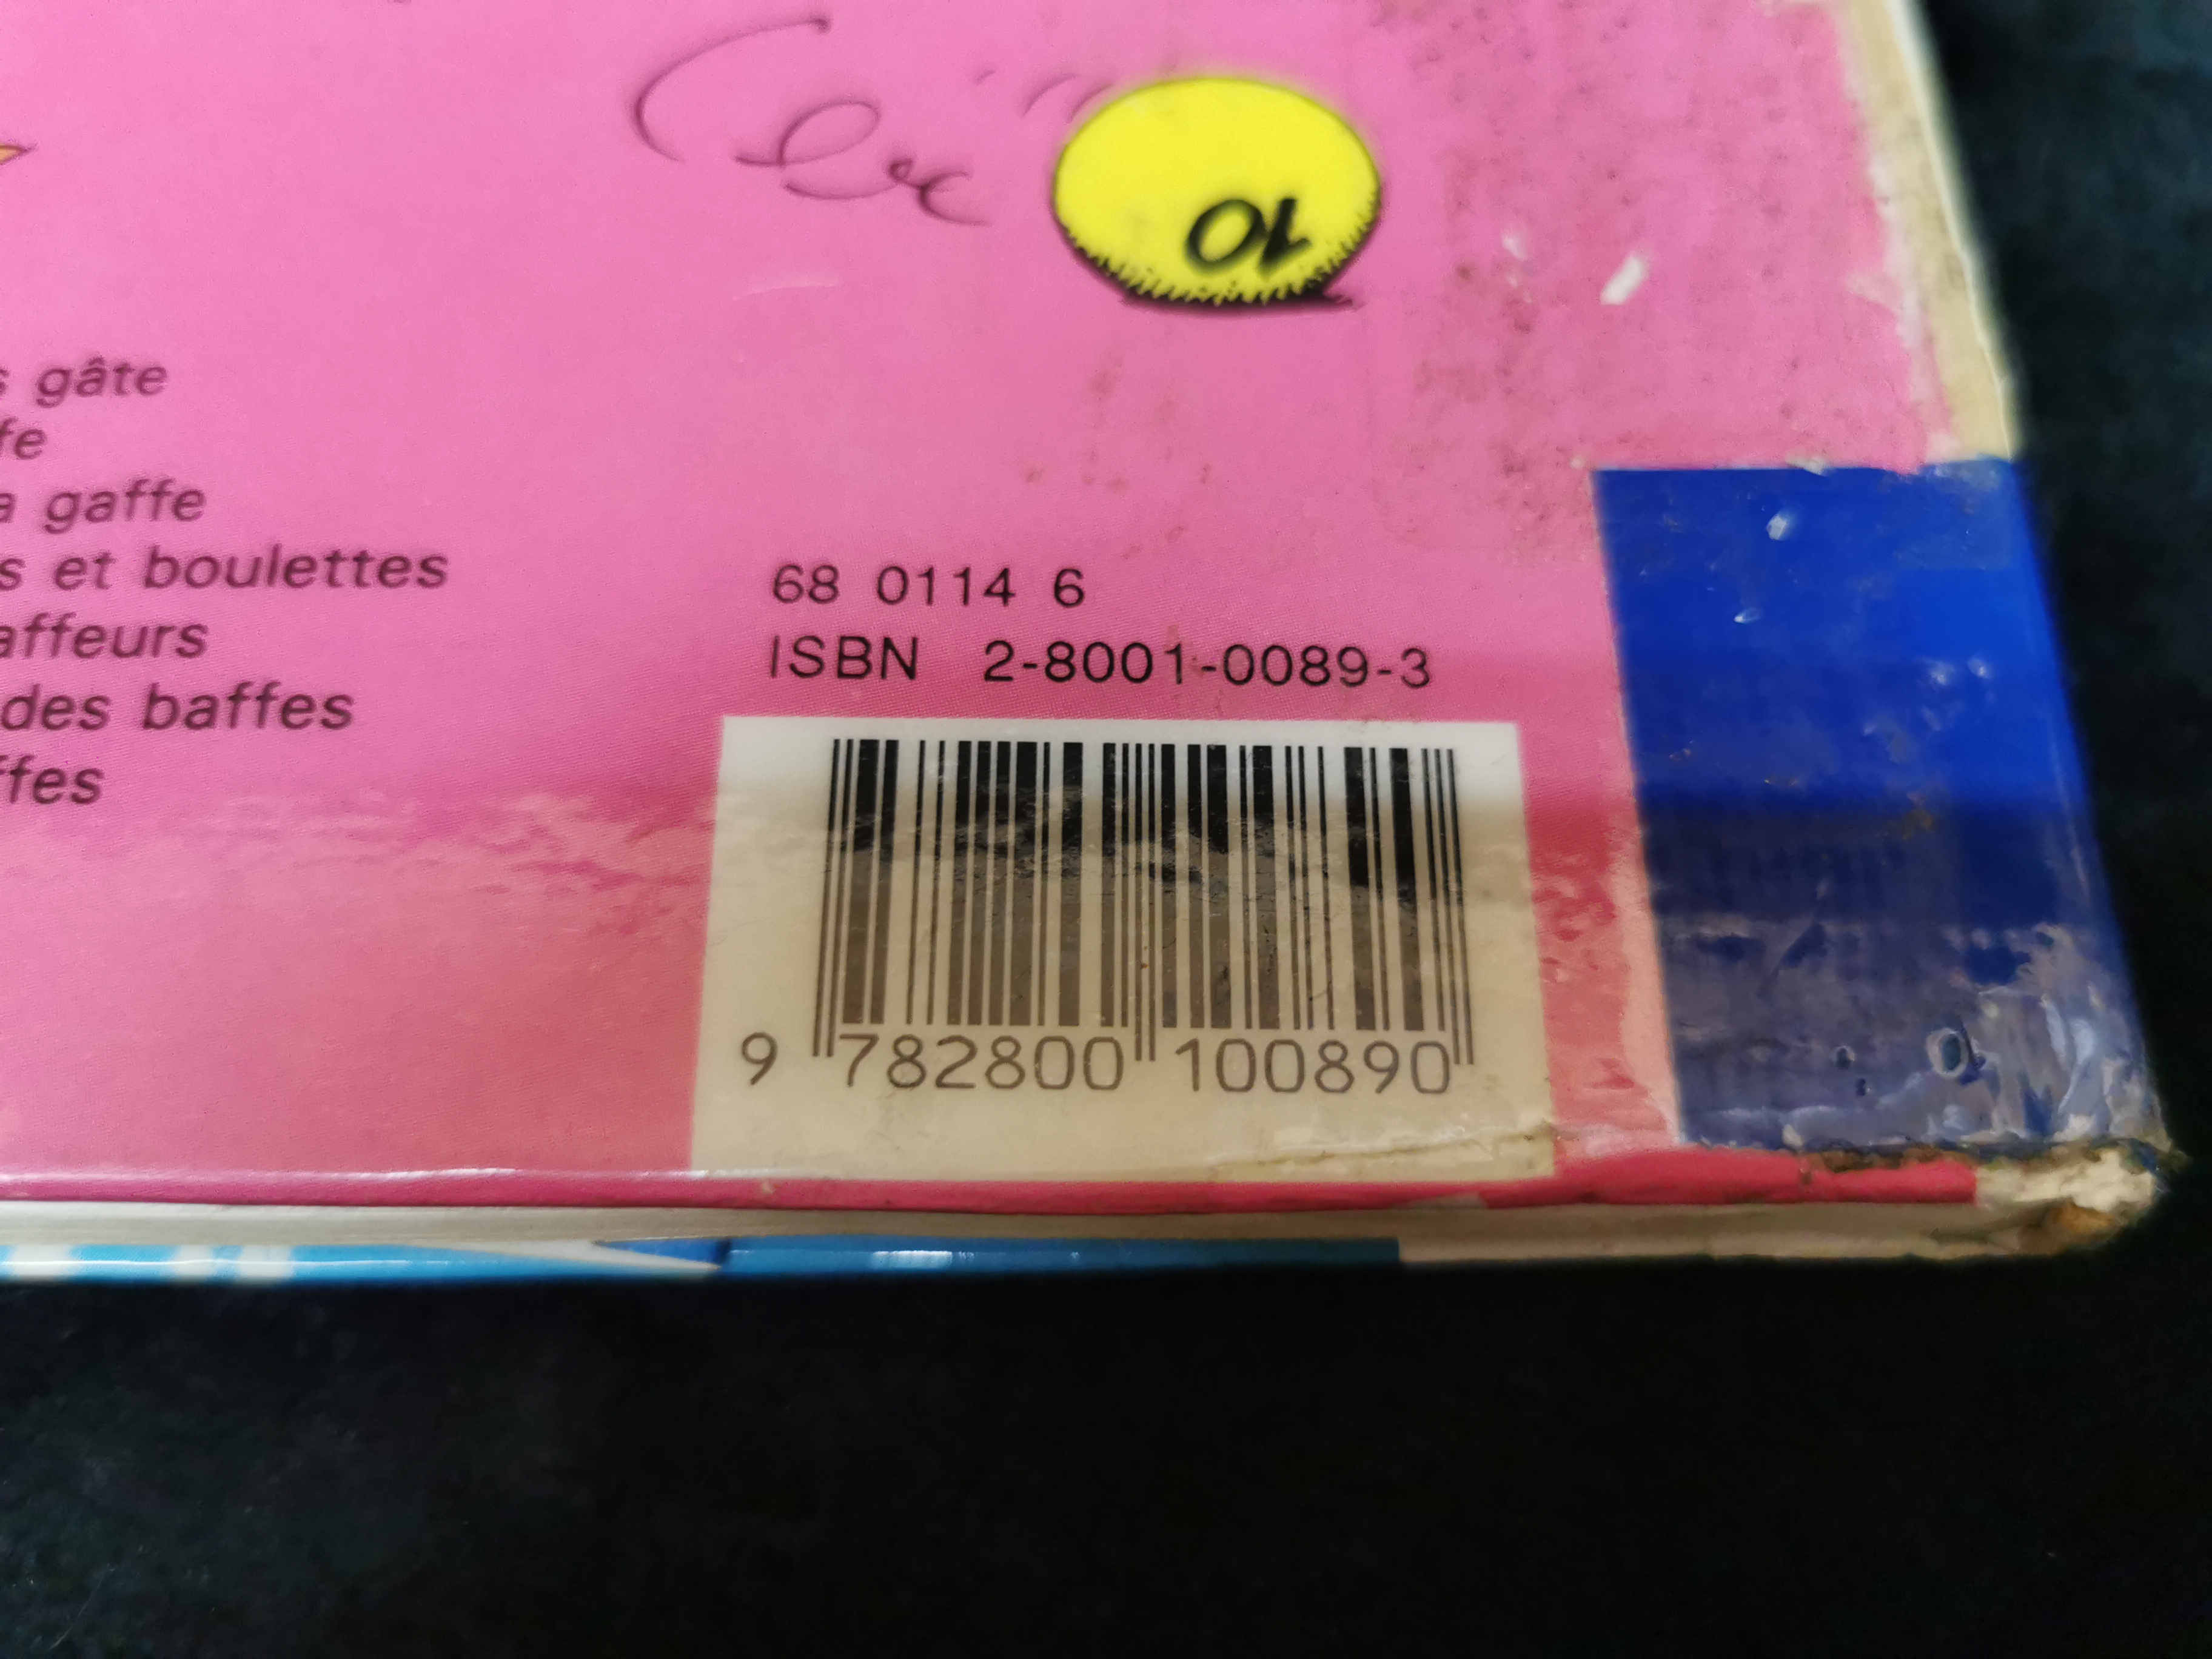 10
s gâte
fe
a gaffe
s et boulettes
affeurs
des baffes
ffes
68 0114 6
ISBN 2-8001-0089-3
9 782800 100890